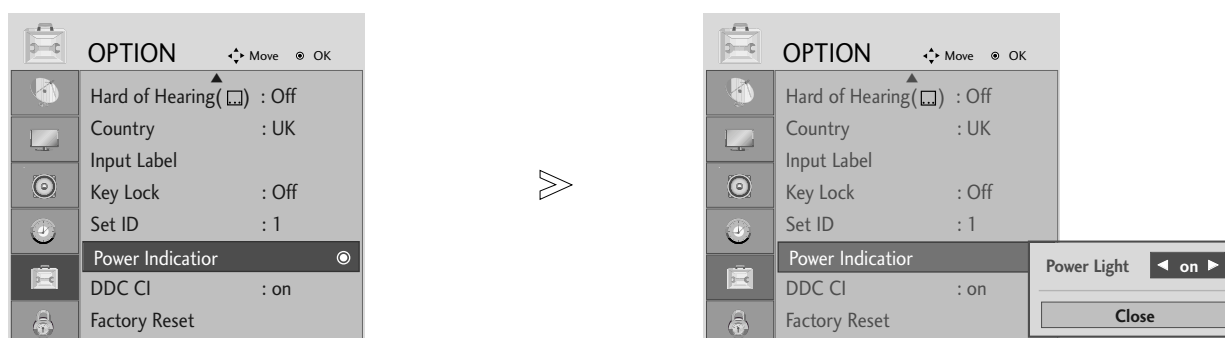 OPTION Move OK
Hard of Hearing( ) : Off
Country : UK
Input Label
Key Lock : Off
Set ID : 1
Power Indicatior
DDC CI : on
Factory Reset
OPTION Move OK
Hard of Hearing( ) : Off
Country : UK
Input Label
Key Lock : Off
Set ID : 1
Power Indicatior
DDC CI : on
Factory Reset
Power Light ◄ on ►
Close